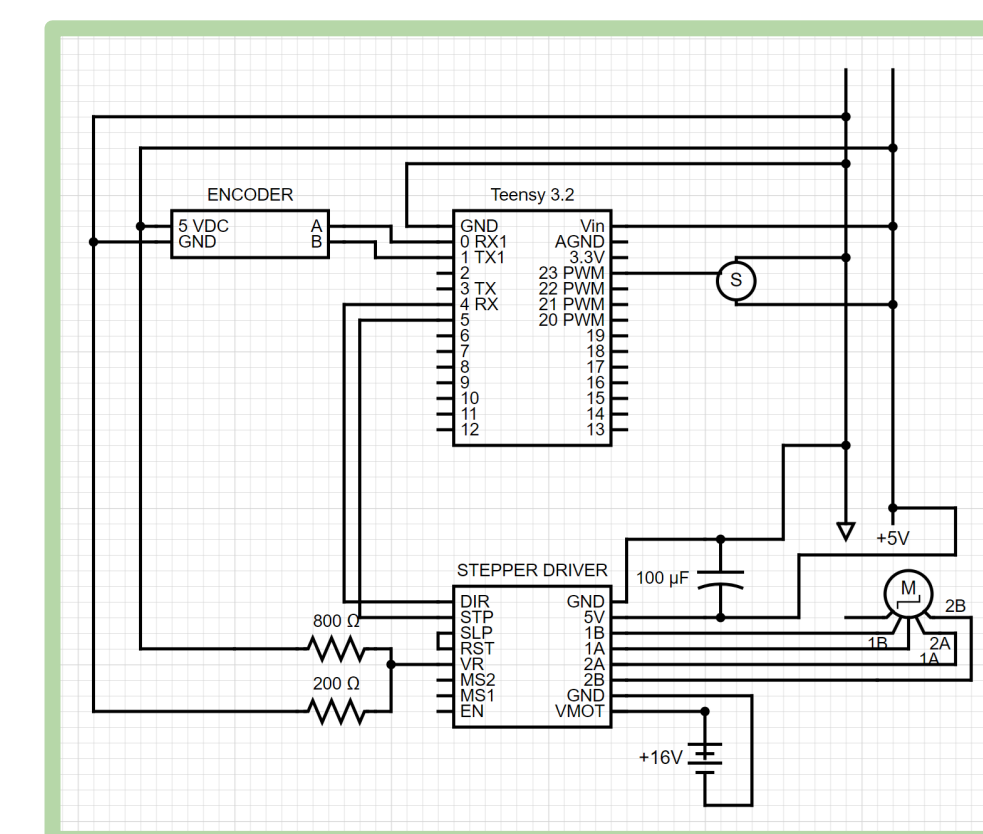 ENCODER
5 VDC
GND
A
B
Teensy 3.2
GND
0 RX1
1 TX1
2
3 TX
4 RX
5
6
7
8
9
10
11
12
Vin
AGND
3.3V
23 PWM
22 PWM
21 PWM
20 PWM
19
18
17
16
15
14
13
S
+5V
STEPPER DRIVER
DIR
STP
SLP
RST
VR
MS2
MS1
EN
GND
5V
1B
1A
2A
2B
GND
VMOT
800 Ω
200 Ω
100 µF
+16V
M
2B
1B
2A
1A